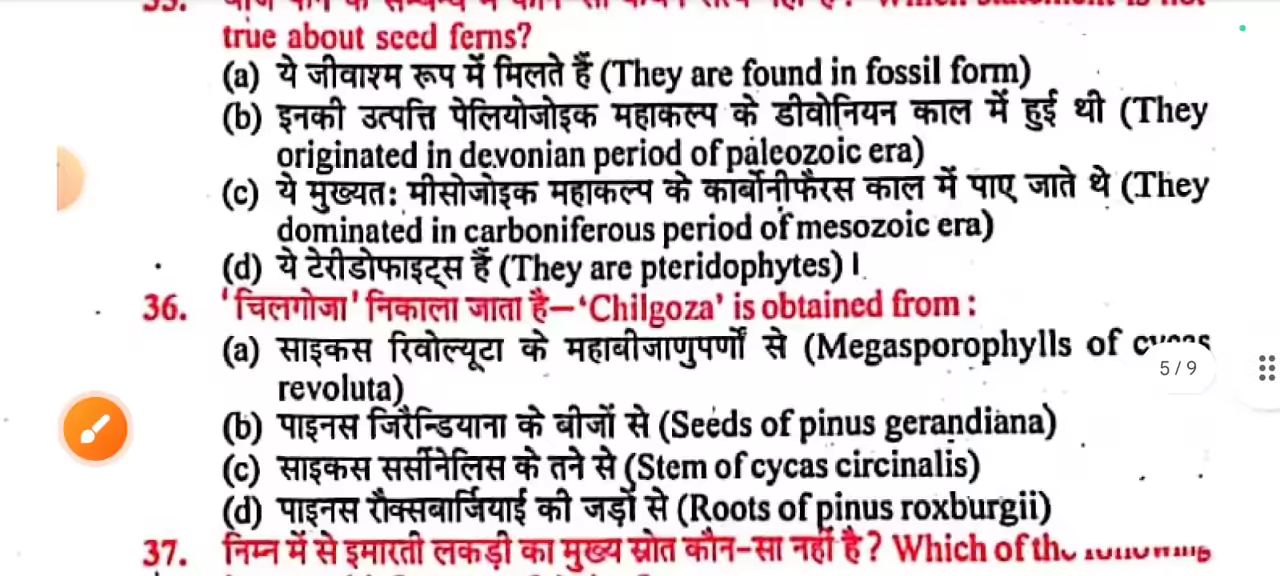 true about seed ferns?
(a) ये जीवाश्म रूप में मिलते हैं (They are found in fossil form)
(b) इनकी उत्पत्ति पेलियोजोइक महाकल्प के डीवोनियन काल में हुई थी (They
originated in devonian period of paleozoic era)
(c) ये मुख्यतः मीसोजोइक महाकल्प के कार्बोनीफैरस काल में पाए जाते थे (They
dominated in carboniferous period of mesozoic era)
(d) ये टेरीडोफाइट्स हैं (They are pteridophytes) ।
36. 'चिलगोजा' निकाला जाता है–‘Chilgoza’ is obtained from :
(a) साइकस रिवोल्यूटा के महाबीजाणुपर्णों से (Megasporophylls of cycas
5 / 9
revoluta)
(b) पाइनस जिरैन्डियाना के बीजों से (Seeds of pinus gerandiana)
(c) साइकस सर्सीनेलिस के तने से (Stem of cycas circinalis)
(d) पाइनस रौक्सबार्जियाई की जड़ों से (Roots of pinus roxburgii)
37. निम्न में से इमारती लकड़ी का मुख्य स्रोत कौन-सा नहीं है ? Which of the following